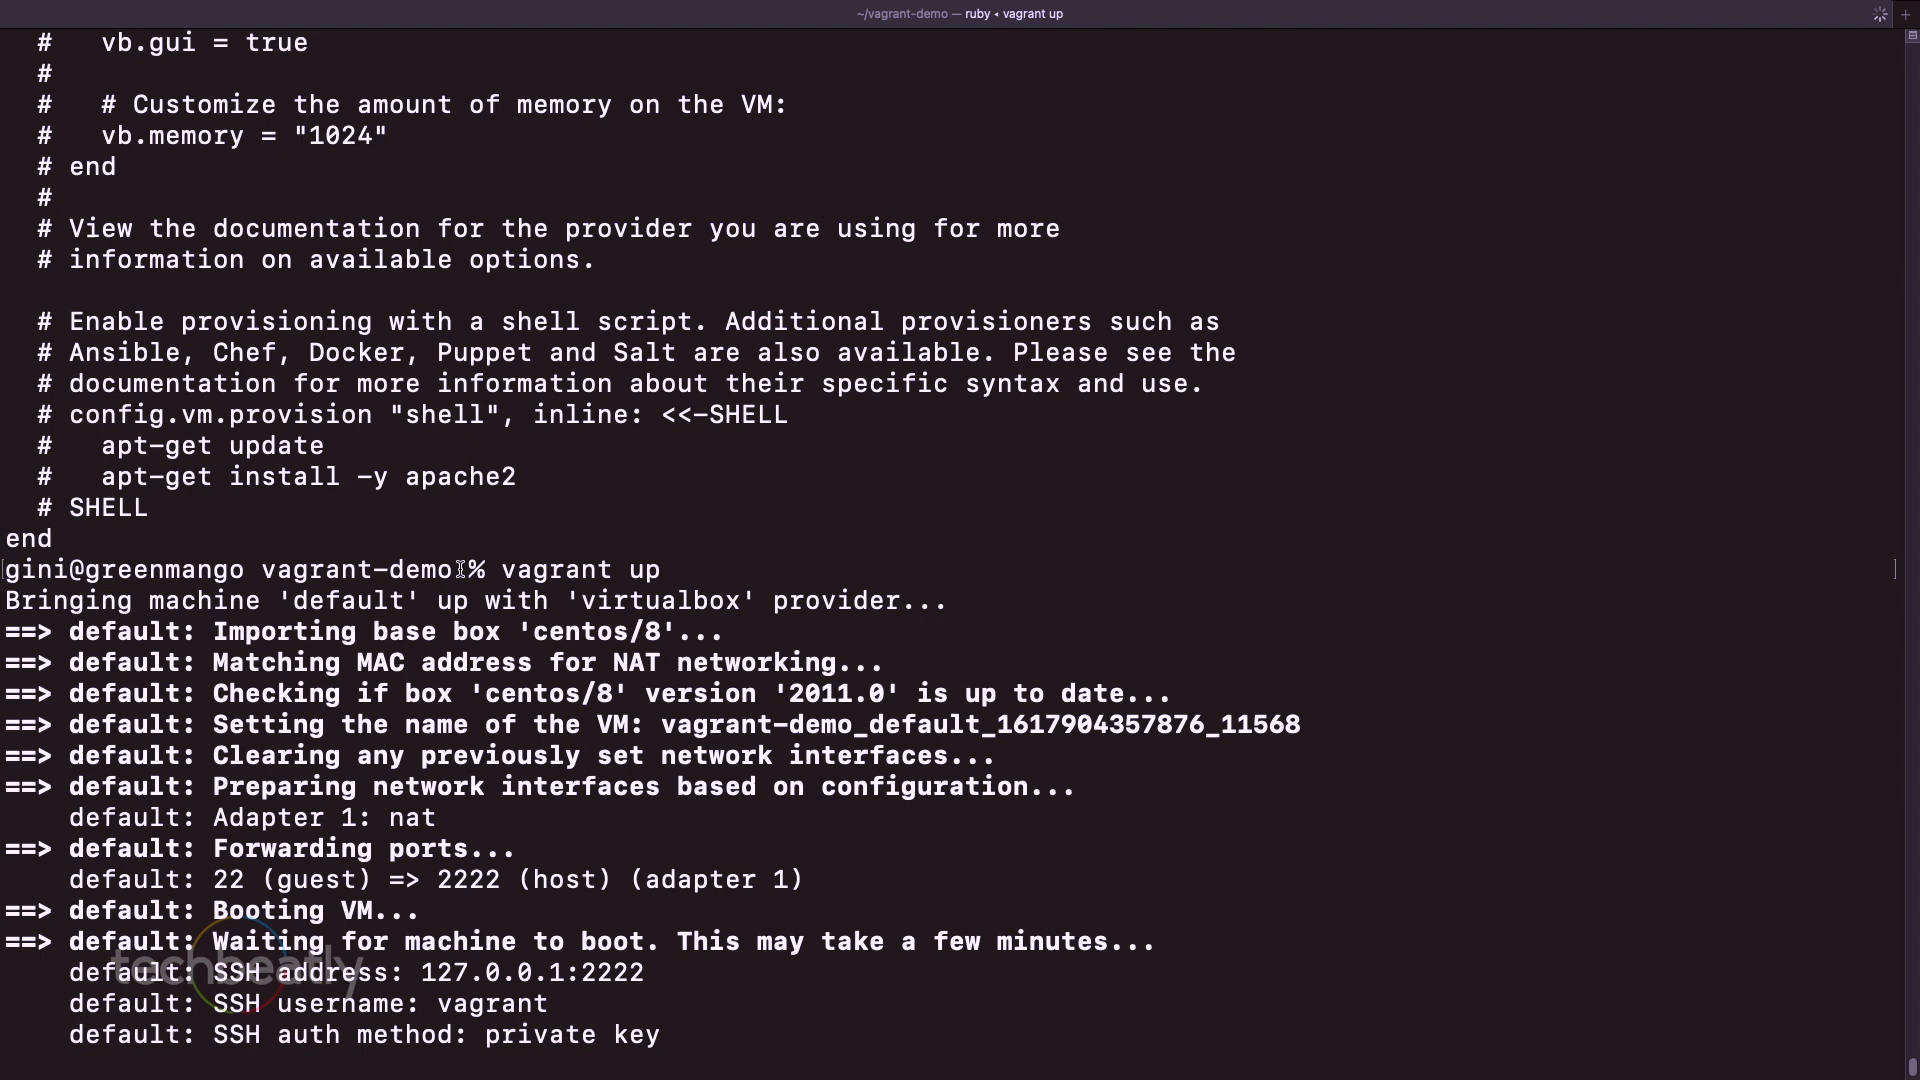 ~/vagrant-demo — ruby ◂ vagrant up
  #   vb.gui = true
  #
  #   # Customize the amount of memory on the VM:
  #   vb.memory = "1024"
  # end
  #
  # View the documentation for the provider you are using for more
  # information on available options.

  # Enable provisioning with a shell script. Additional provisioners such as
  # Ansible, Chef, Docker, Puppet and Salt are also available. Please see the
  # documentation for more information about their specific syntax and use.
  # config.vm.provision "shell", inline: <<-SHELL
  #   apt-get update
  #   apt-get install -y apache2
  # SHELL
end
gini@greenmango vagrant-demo % vagrant up
Bringing machine 'default' up with 'virtualbox' provider...
==> default: Importing base box 'centos/8'...
==> default: Matching MAC address for NAT networking...
==> default: Checking if box 'centos/8' version '2011.0' is up to date...
==> default: Setting the name of the VM: vagrant-demo_default_1617904357876_11568
==> default: Clearing any previously set network interfaces...
==> default: Preparing network interfaces based on configuration...
    default: Adapter 1: nat
==> default: Forwarding ports...
    default: 22 (guest) => 2222 (host) (adapter 1)
==> default: Booting VM...
==> default: Waiting for machine to boot. This may take a few minutes...
    default: SSH address: 127.0.0.1:2222
    default: SSH username: vagrant
    default: SSH auth method: private key
techbeatly